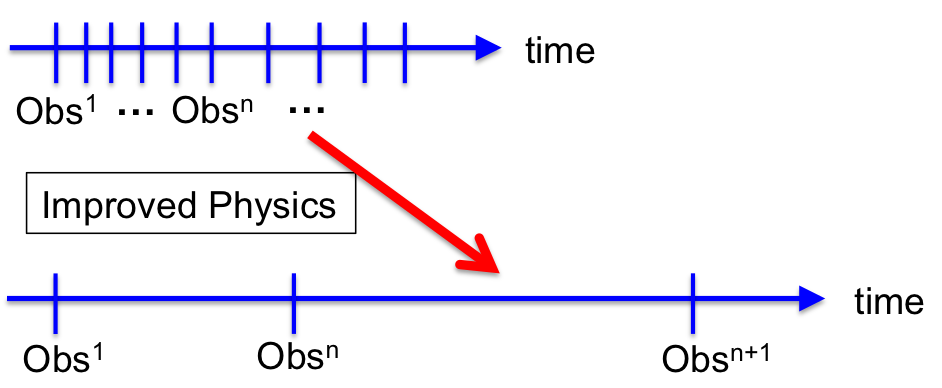 time
Obs¹ ... Obsⁿ ...
Improved Physics
time
Obs¹ Obsⁿ Obsⁿ⁺¹